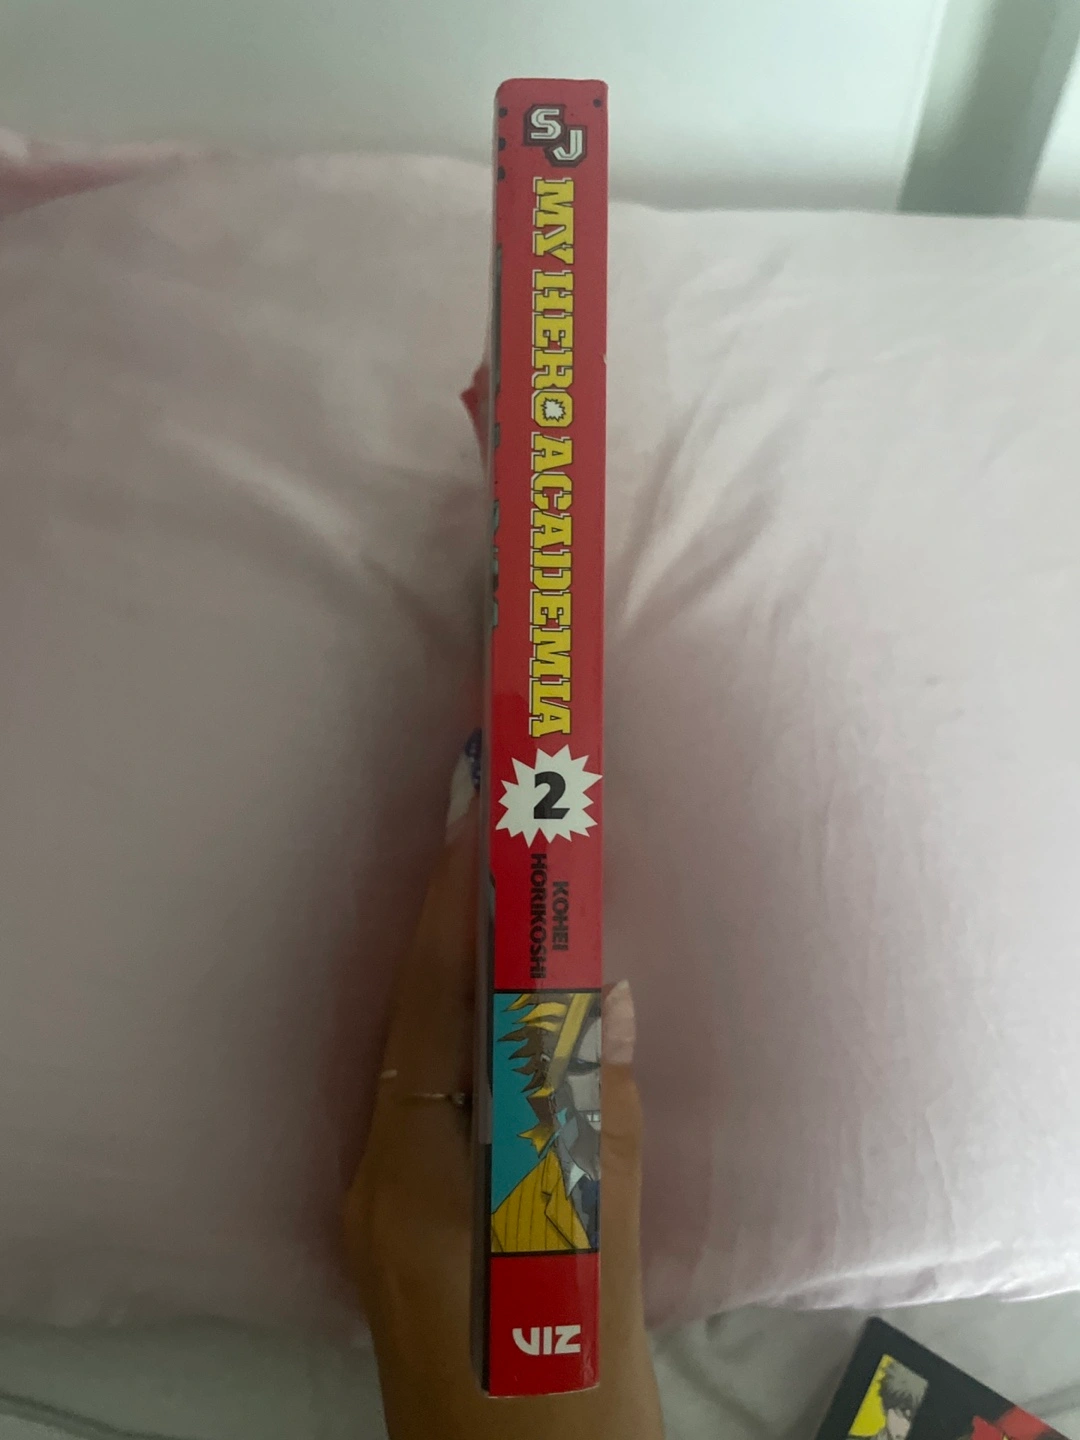 SJ
MY HERO ACADEMIA
2
KOHEI
HORIKOSHI
VIZ